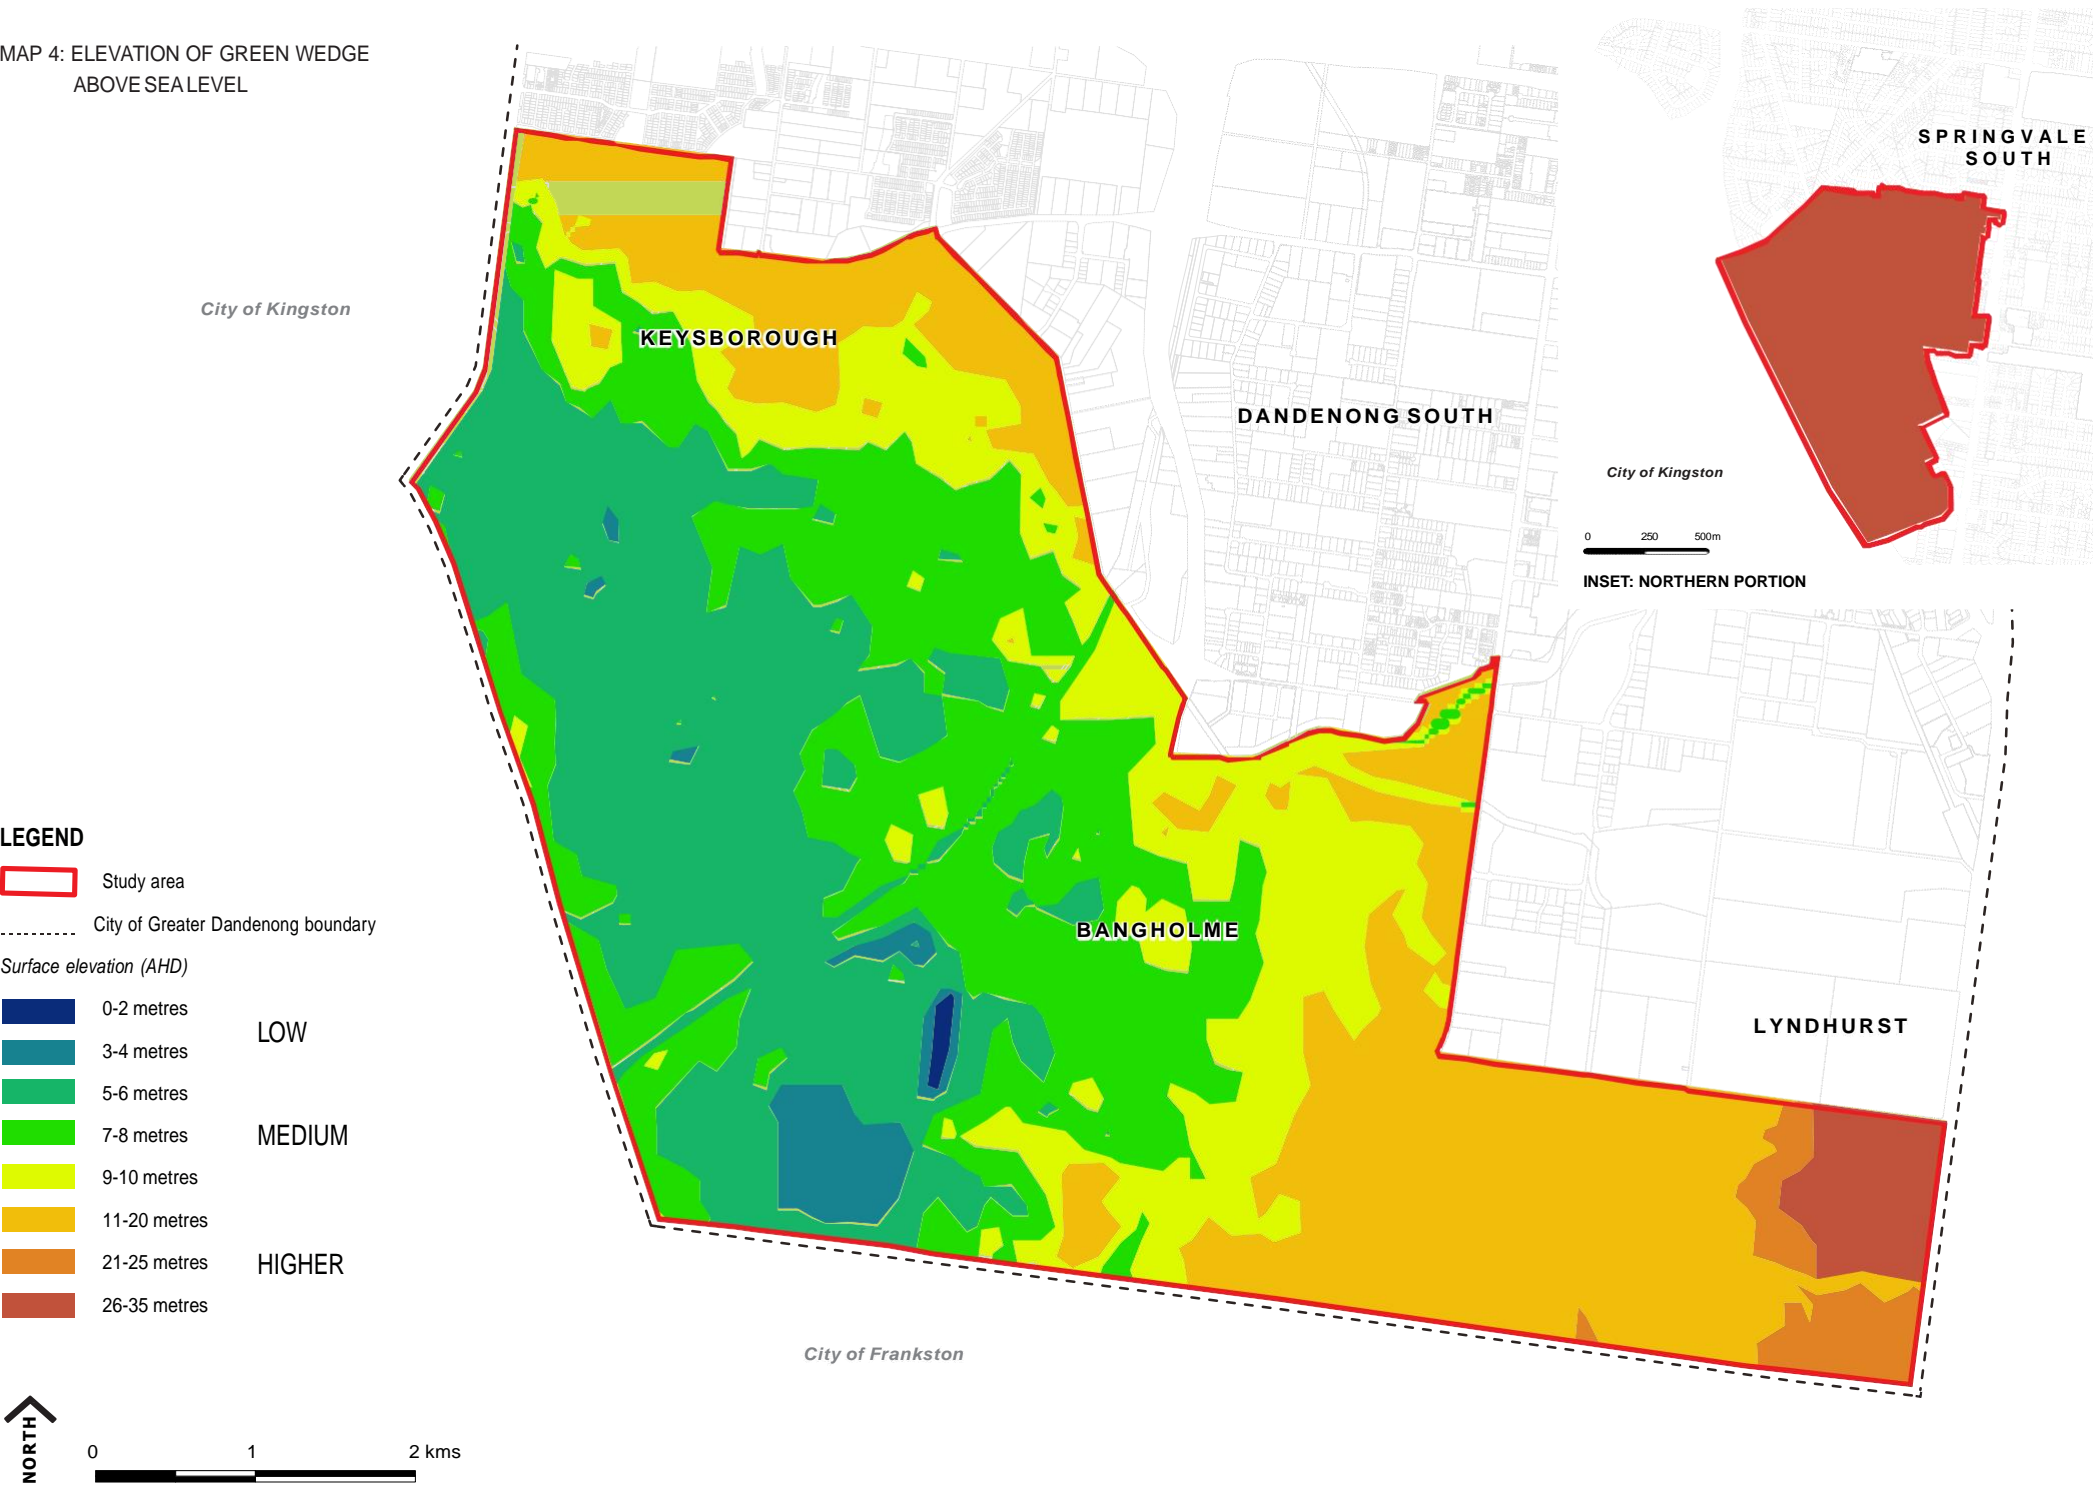 MAP 4: ELEVATION OF GREEN WEDGE
ABOVE SEA LEVEL
SPRINGVALE
SOUTH
City of Kingston
KEYSBOROUGH
DANDENONG SOUTH
City of Kingston
0 250 500m
INSET: NORTHERN PORTION
LEGEND
Study area
City of Greater Dandenong boundary
Surface elevation (AHD)
0-2 metres
LOW
3-4 metres
5-6 metres
7-8 metres
MEDIUM
9-10 metres
11-20 metres
21-25 metres
HIGHER
26-35 metres
BANGHOLME
LYNDHURST
City of Frankston
NORTH
0 1 2 kms